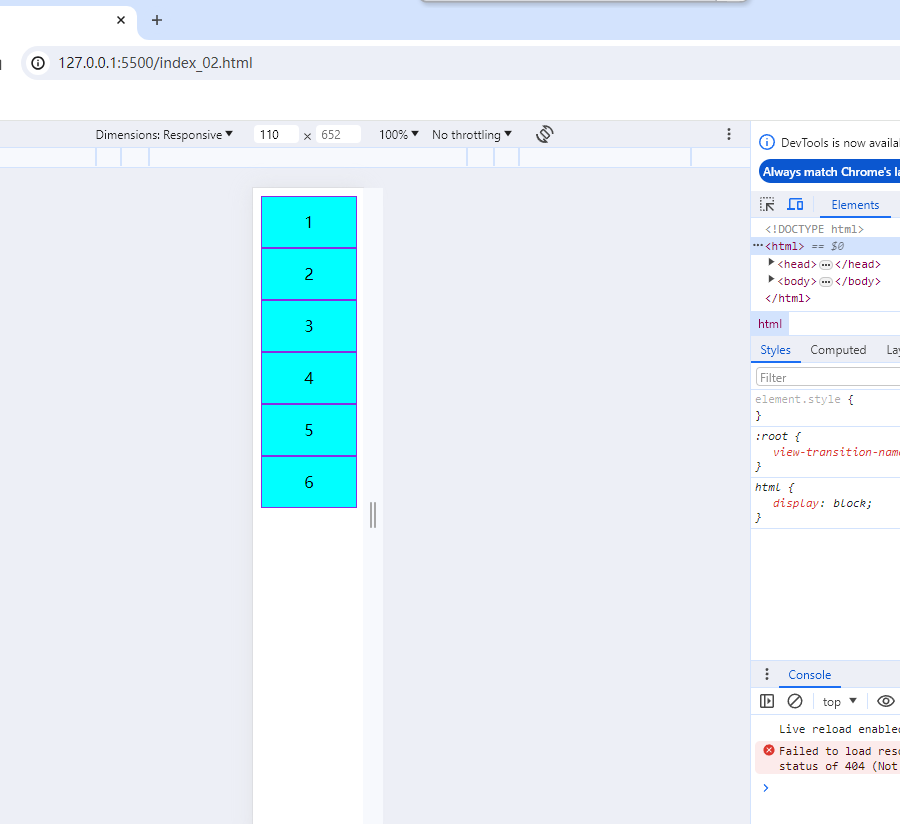 127.0.0.1:5500/index_02.html
Dimensions: Responsive 110 × 652 100% No throttling
DevTools is now availa
Always match Chrome's la
Elements
<!DOCTYPE html>
<html> == $0
<head> </head>
<body> </body>
</html>
html
Styles Computed Lay
Filter
element.style {
}
:root {
view-transition-name
}
html {
display: block;
}
1
2
3
4
5
6
Console
top
Live reload enabled
Failed to load reso
status of 404 (Not